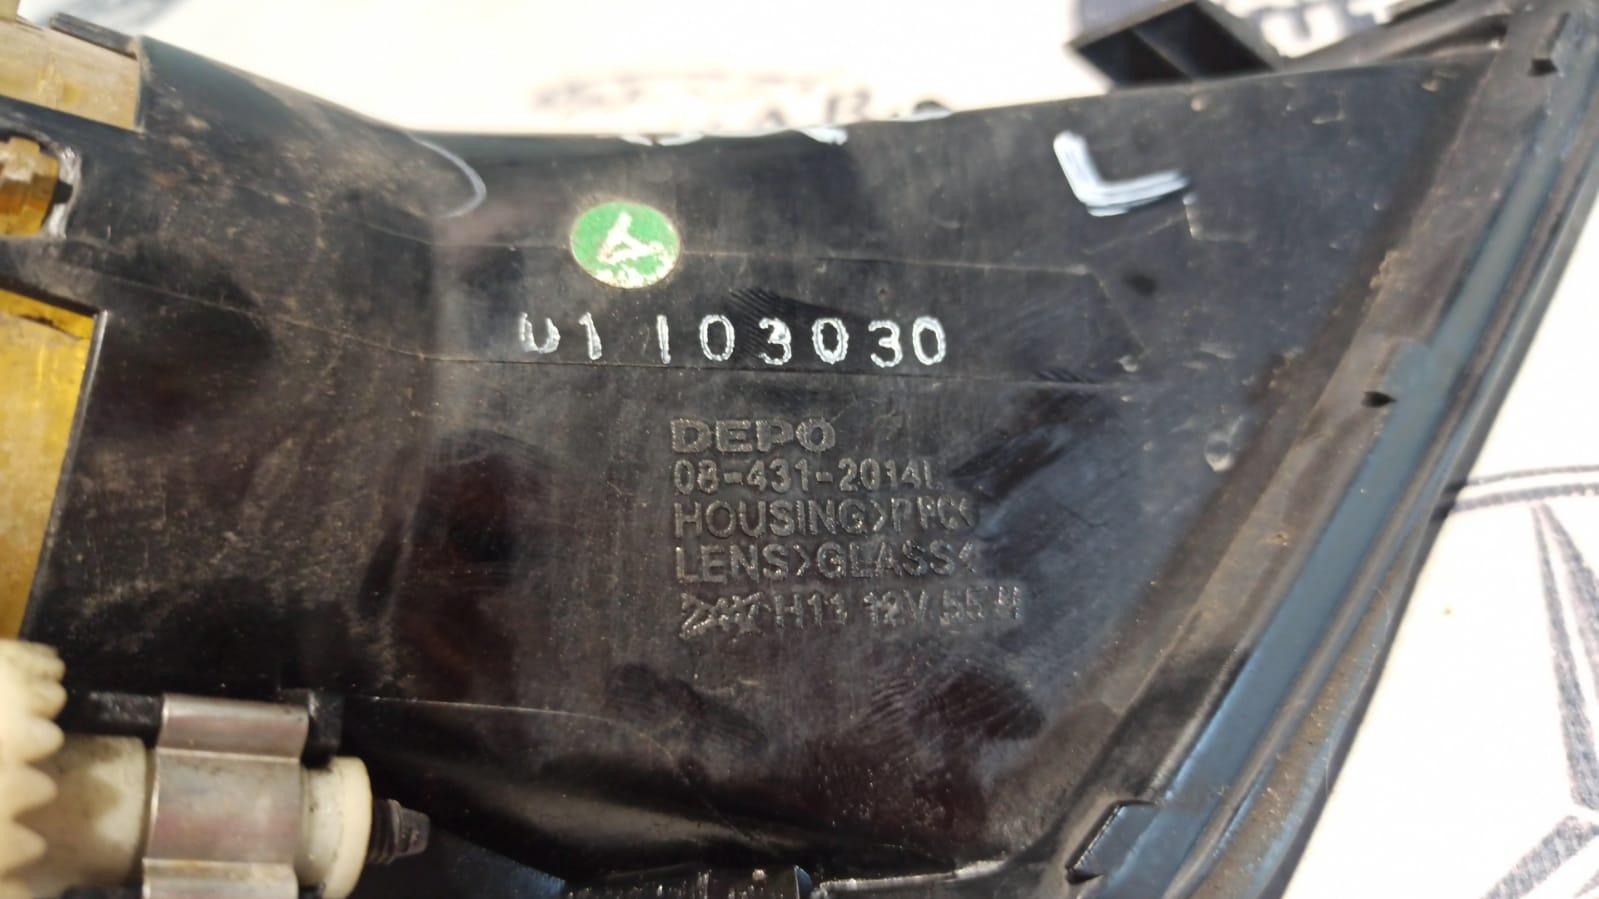 L
01 103030
DEPO
08-431-2014L
HOUSING>PP
LENS>GLASS<
H11 12V 55W